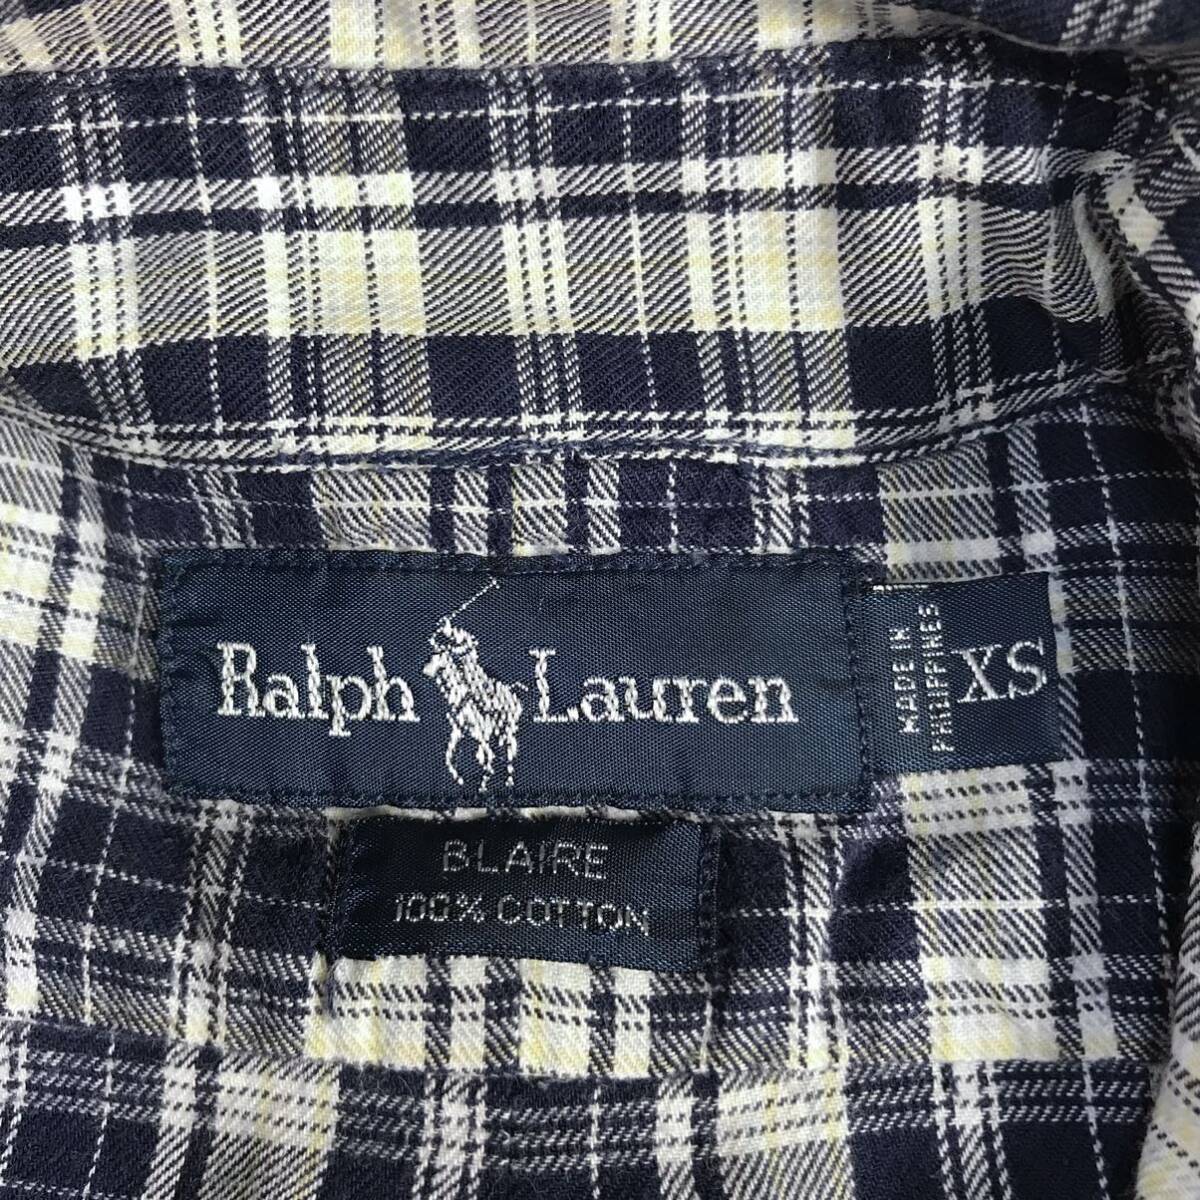 Ralph Lauren
MADE IN
PHILIPPINES
XS
BLAIRE
100% COTTON